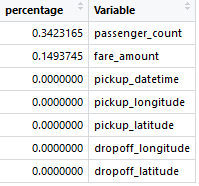 percentage Variable
0.3423165 passenger_count
0.1493745 fare_amount
0.0000000 pickup_datetime
0.0000000 pickup_longitude
0.0000000 pickup_latitude
0.0000000 dropoff_longitude
0.0000000 dropoff_latitude